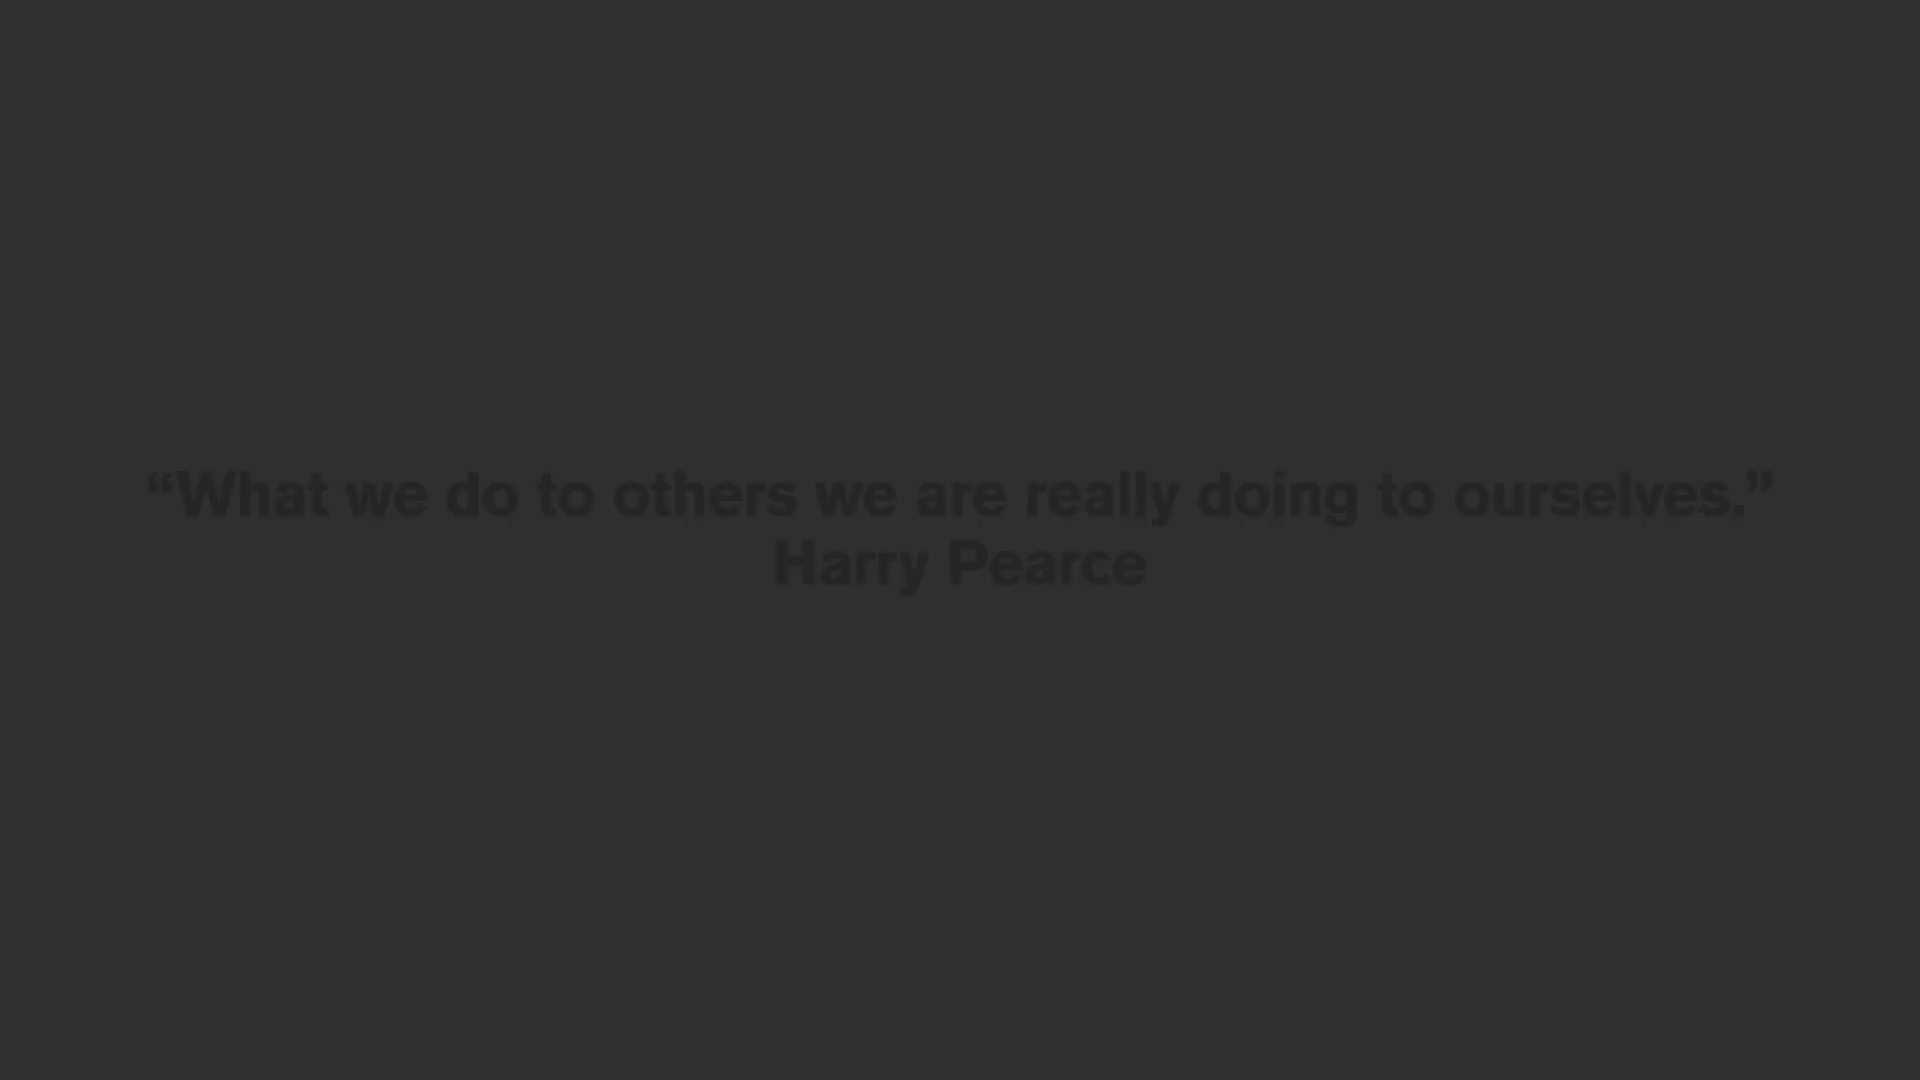 “What we do to others we are really doing to ourselves.”
Harry Pearce